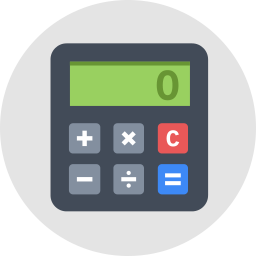 0
+ × C
− ÷ =